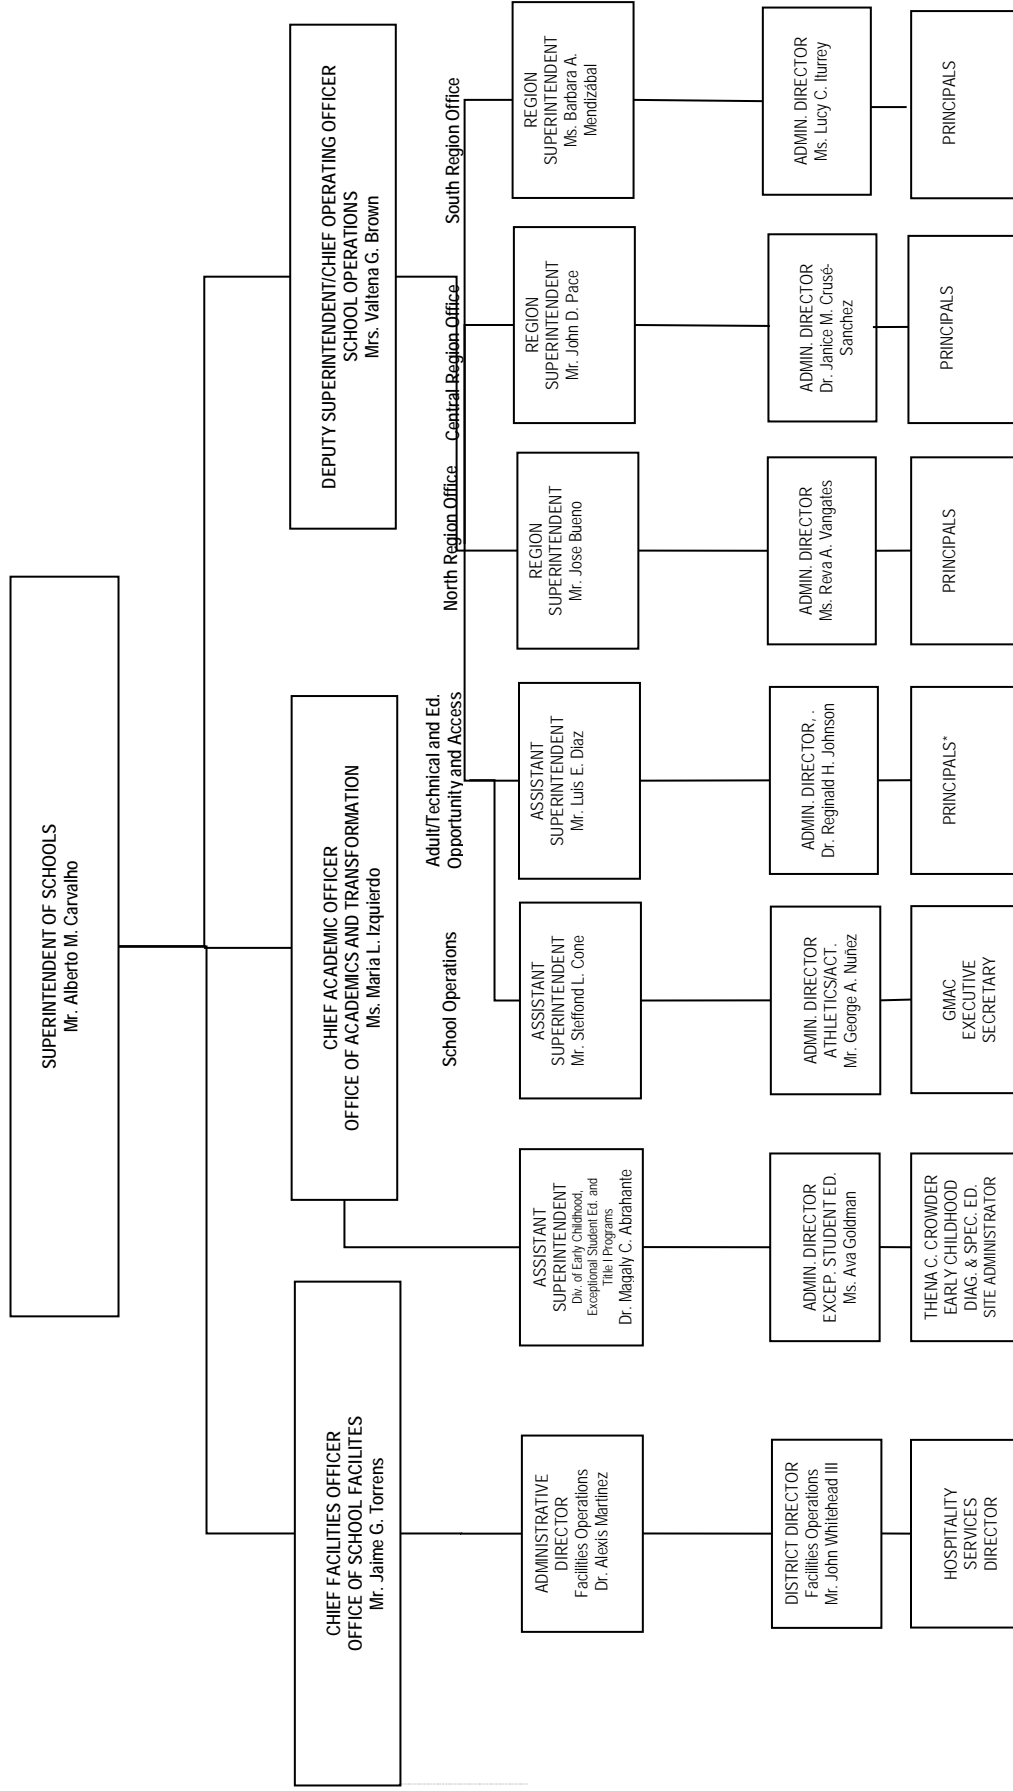 SUPERINTENDENT OF SCHOOLS
Mr. Alberto M. Carvalho
CHIEF FACILITIES OFFICER
OFFICE OF SCHOOL FACILITES
Mr. Jaime G. Torrens
CHIEF ACADEMIC OFFICER
OFFICE OF ACADEMICS AND TRANSFORMATION
Ms. Maria L. Izquierdo
DEPUTY SUPERINTENDENT/CHIEF OPERATING OFFICER
SCHOOL OPERATIONS
Mrs. Valtena G. Brown
School Operations
Adult/Technical and Ed.
Opportunity and Access
North Region Office
Central Region Office
South Region Office
ADMINISTRATIVE
DIRECTOR
Facilities Operations
Dr. Alexis Martinez
ASSISTANT
SUPERINTENDENT
Div. of Early Childhood,
Exceptional Student Ed. and
Title I Programs
Dr. Magaly C. Abrahante
ASSISTANT
SUPERINTENDENT
Mr. Steffond L. Cone
ASSISTANT
SUPERINTENDENT
Mr. Luis E. Diaz
REGION
SUPERINTENDENT
Mr. Jose Bueno
REGION
SUPERINTENDENT
Mr. John D. Pace
REGION
SUPERINTENDENT
Ms. Barbara A.
Mendizábal
DISTRICT DIRECTOR
Facilities Operations
Mr. John Whitehead III
ADMIN. DIRECTOR
EXCEP. STUDENT ED.
Ms. Ava Goldman
ADMIN. DIRECTOR
ATHLETICS/ACT.
Mr. George A. Nuñez
ADMIN. DIRECTOR, .
Dr. Reginald H. Johnson
ADMIN. DIRECTOR
Ms. Reva A. Vangates
ADMIN. DIRECTOR
Dr. Janice M. Crusé-
Sanchez
ADMIN. DIRECTOR
Ms. Lucy C. Iturrey
HOSPITALITY
SERVICES
DIRECTOR
THENA C. CROWDER
EARLY CHILDHOOD
DIAG. & SPEC. ED.
SITE ADMINISTRATOR
GMAC
EXECUTIVE
SECRETARY
PRINCIPALS*
PRINCIPALS
PRINCIPALS
PRINCIPALS